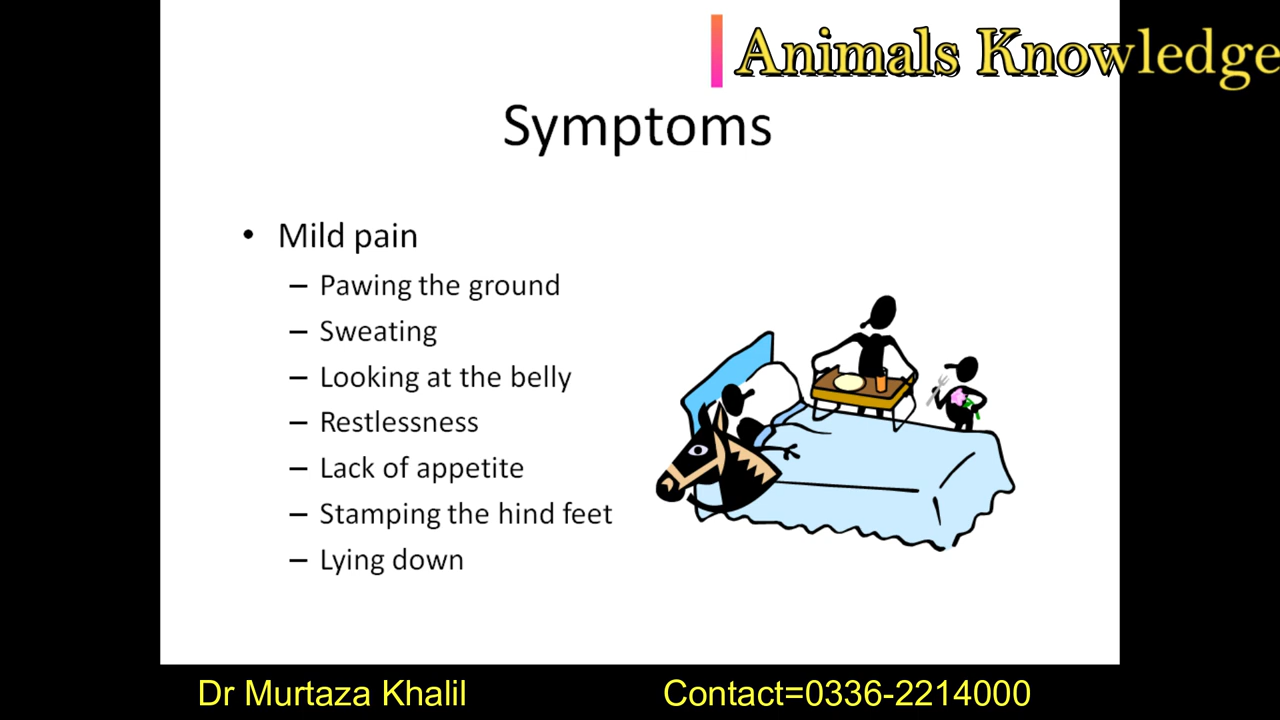 Animals Knowledge
Symptoms
• Mild pain
– Pawing the ground
– Sweating
– Looking at the belly
– Restlessness
– Lack of appetite
– Stamping the hind feet
– Lying down
Dr Murtaza Khalil Contact=0336-2214000